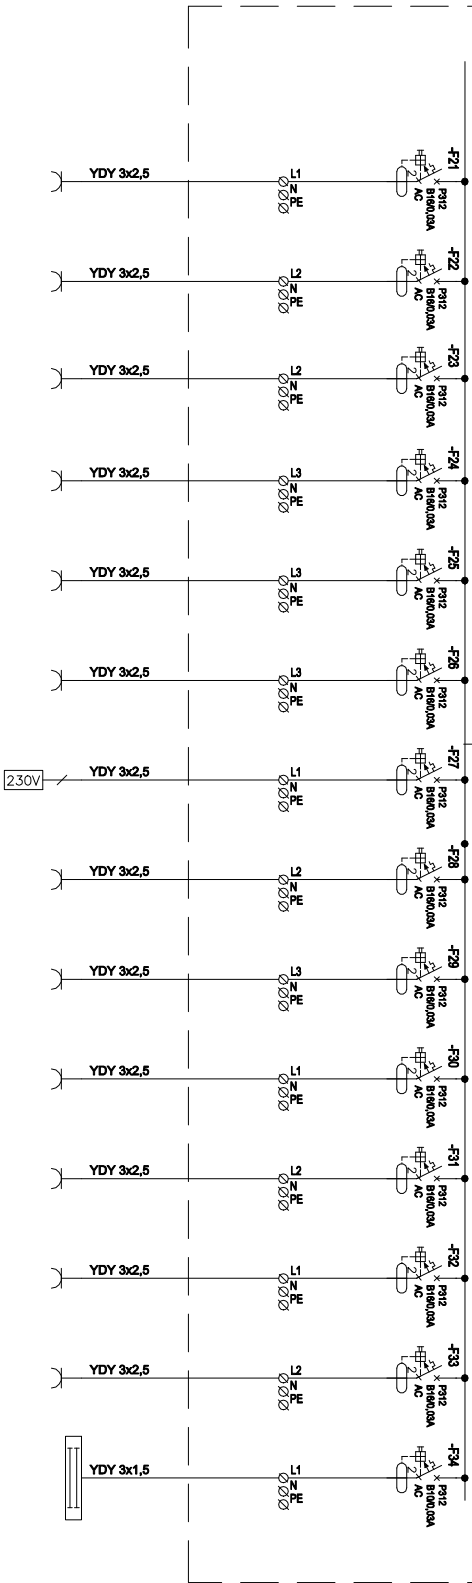 -F21
P312
B16/0,03A
AC
L1
N
PE
YDY 3x2,5
-F22
P312
B16/0,03A
AC
L2
N
PE
YDY 3x2,5
-F23
P312
B16/0,03A
AC
L2
N
PE
YDY 3x2,5
-F24
P312
B16/0,03A
AC
L3
N
PE
YDY 3x2,5
-F25
P312
B16/0,03A
AC
L3
N
PE
YDY 3x2,5
-F26
P312
B16/0,03A
AC
L3
N
PE
YDY 3x2,5
-F27
P312
B16/0,03A
AC
L1
N
PE
YDY 3x2,5
230V
-F28
P312
B16/0,03A
AC
L2
N
PE
YDY 3x2,5
-F29
P312
B16/0,03A
AC
L3
N
PE
YDY 3x2,5
-F30
P312
B16/0,03A
AC
L1
N
PE
YDY 3x2,5
-F31
P312
B16/0,03A
AC
L2
N
PE
YDY 3x2,5
-F32
P312
B16/0,03A
AC
L1
N
PE
YDY 3x2,5
-F33
P312
B16/0,03A
AC
L2
N
PE
YDY 3x2,5
-F34
P312
B10/0,03A
AC
L1
N
PE
YDY 3x1,5